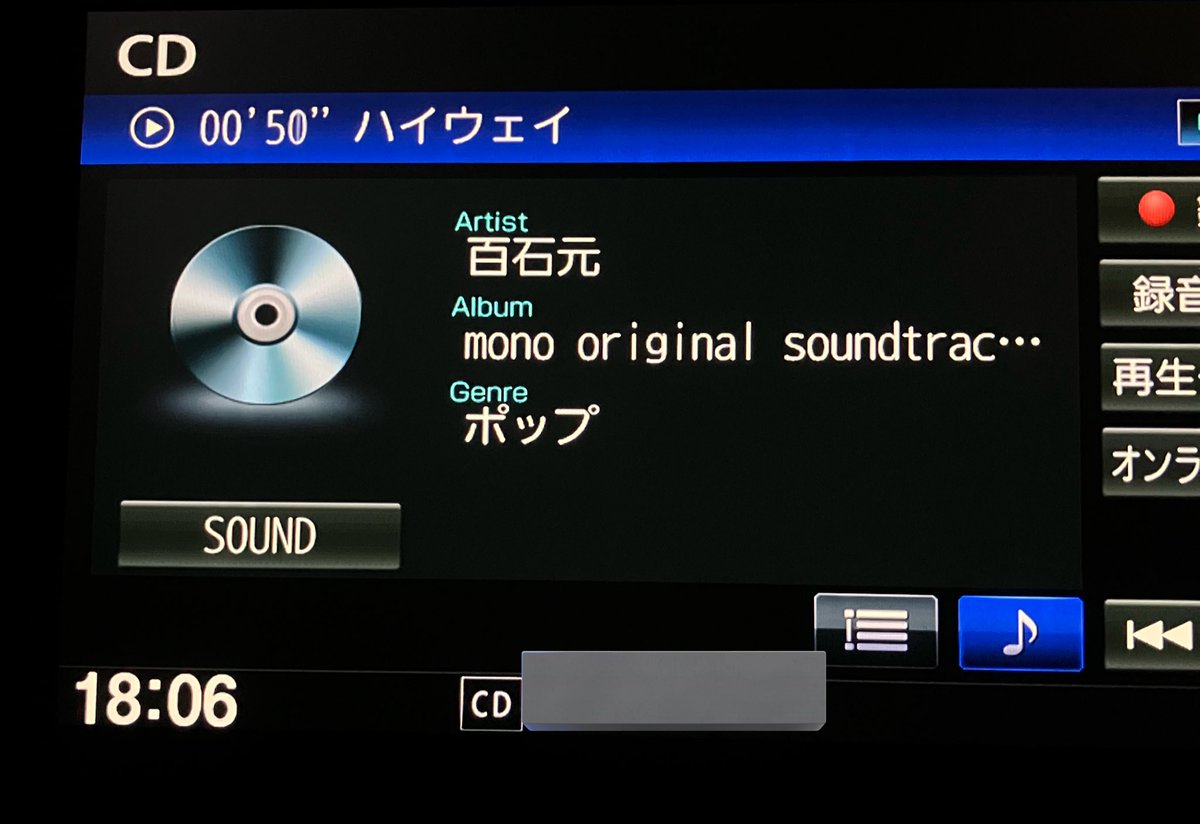 CD
00'50" ハイウェイ
Artist
百石元
Album
mono original soundtrac…
Genre
ポップ
SOUND
録音
再生
オンラ
18:06
CD